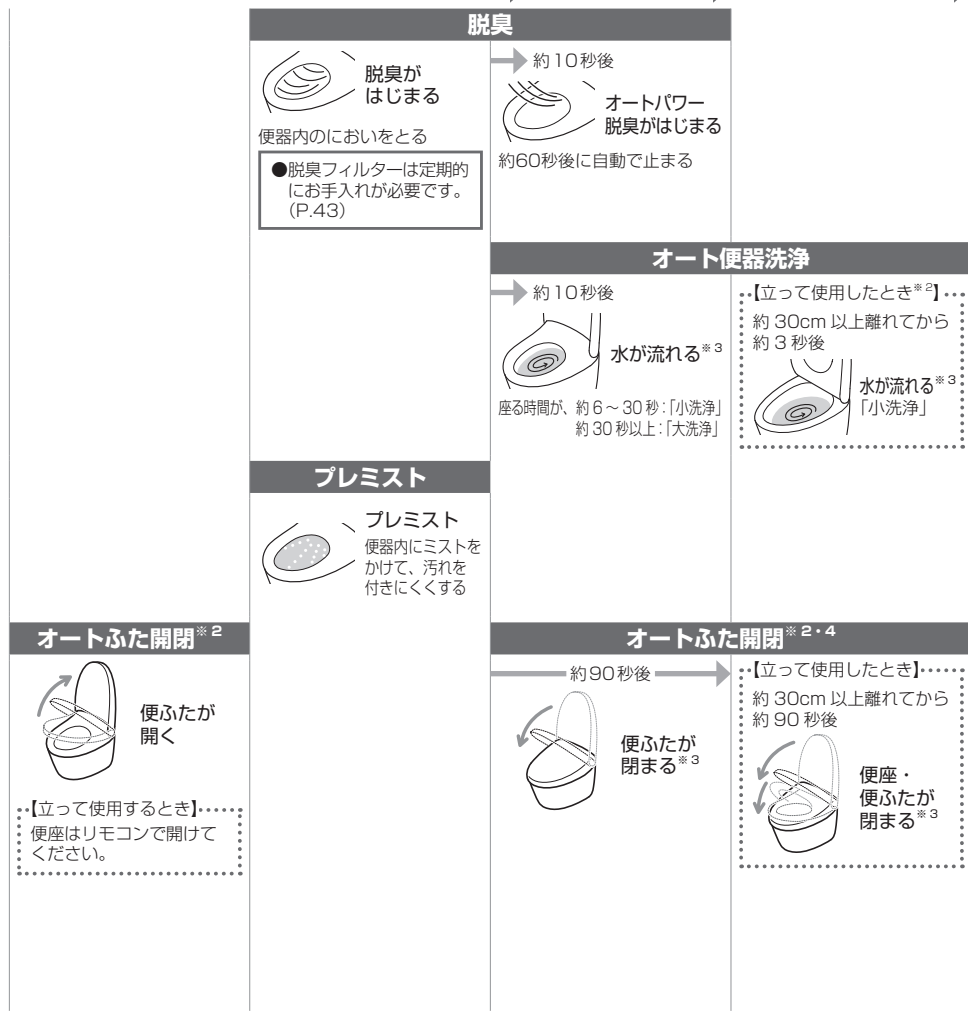 脱臭
脱臭が
はじまる
便器内のにおいをとる
●脱臭フィルターは定期的
にお手入れが必要です。
（P.43）
約10秒後
オートパワー
脱臭がはじまる
約60秒後に自動で止まる
オート便器洗浄
約10秒後
水が流れる※3
座る時間が、約6～30秒：「小洗浄」
約30秒以上：「大洗浄」
【立って使用したとき※2】
約30cm以上離れてから
約3秒後
水が流れる※3
「小洗浄」
プレミスト
プレミスト
便器内にミストを
かけて、汚れを
付きにくくする
オートふた開閉※2
便ふたが
開く
【立って使用するとき】
便座はリモコンで開けて
ください。
オートふた開閉※2・4
約90秒後
便ふたが
閉まる※3
【立って使用したとき】
約30cm以上離れてから
約90秒後
便座・
便ふたが
閉まる※3